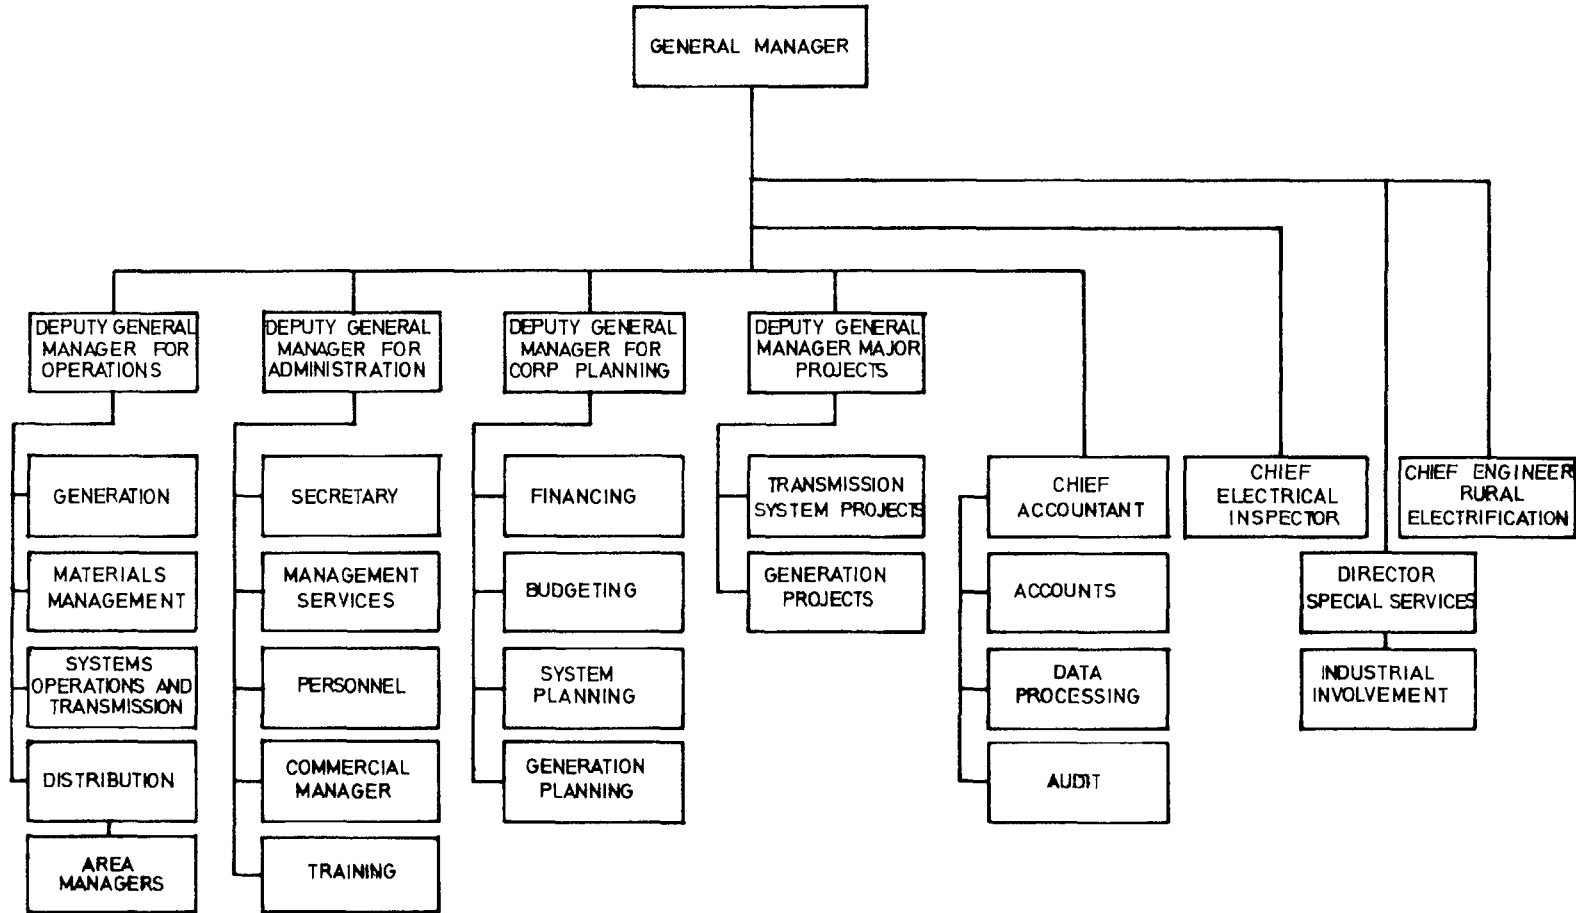 GENERAL MANAGER
DEPUTY GENERAL
MANAGER FOR
OPERATIONS
DEPUTY GENERAL
MANAGER FOR
ADMINISTRATION
DEPUTY GENERAL
MANAGER FOR
CORP PLANNING
DEPUTY GENERAL
MANAGER MAJOR
PROJECTS
GENERATION
MATERIALS
MANAGEMENT
SYSTEMS
OPERATIONS AND
TRANSMISSION
DISTRIBUTION
AREA
MANAGERS
SECRETARY
MANAGEMENT
SERVICES
PERSONNEL
COMMERCIAL
MANAGER
TRAINING
FINANCING
BUDGETING
SYSTEM
PLANNING
GENERATION
PLANNING
TRANSMISSION
SYSTEM PROJECTS
GENERATION
PROJECTS
CHIEF
ACCOUNTANT
ACCOUNTS
DATA
PROCESSING
AUDIT
CHIEF
ELECTRICAL
INSPECTOR
DIRECTOR
SPECIAL SERVICES
INDUSTRIAL
INVOLVEMENT
CHIEF ENGINEER
RURAL
ELECTRIFICATION